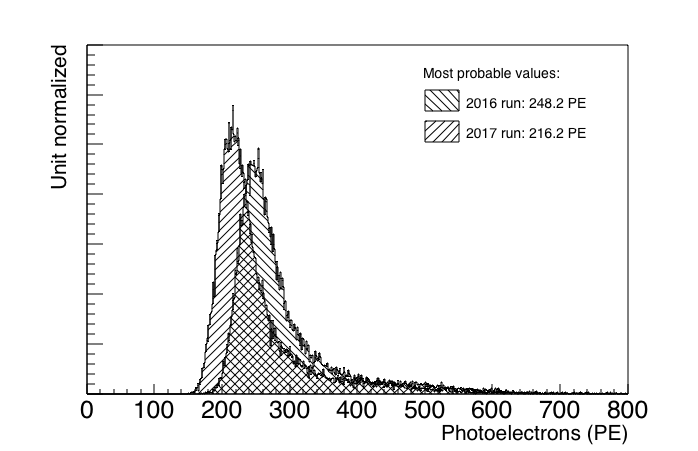 Unit normalized
Most probable values:
2016 run: 248.2 PE
2017 run: 216.2 PE
0 100 200 300 400 500 600 700 800
Photoelectrons (PE)